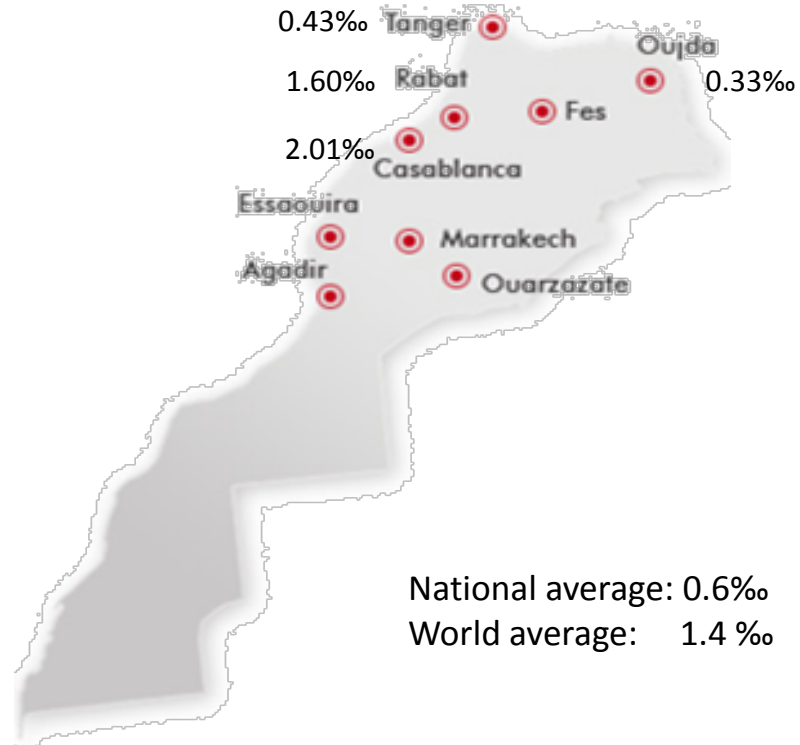 0.43‰ Tanger
Oujda
1.60‰ Rabat
0.33‰
Fes
2.01‰
Casablanca
Essaouira
Marrakech
Agadir
Ouarzazate
National average: 0.6‰
World average: 1.4 ‰